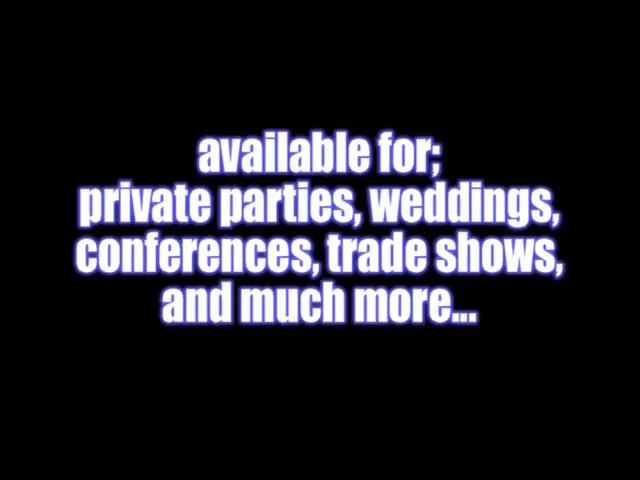 available for;
private parties, weddings,
conferences, trade shows,
and much more...